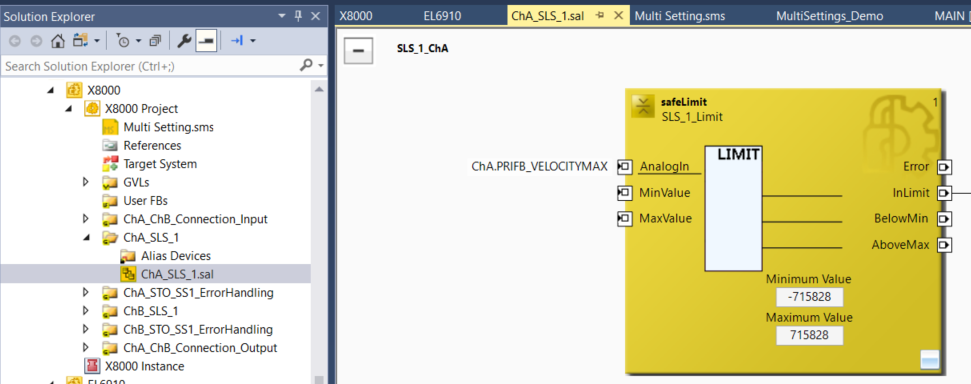 Solution Explorer
Search Solution Explorer (Ctrl+;)
X8000
X8000 Project
Multi Setting.sms
References
Target System
GVLs
User FBs
ChA_ChB_Connection_Input
ChA_SLS_1
Alias Devices
ChA_SLS_1.sal
ChA_STO_SS1_ErrorHandling
ChB_SLS_1
ChB_STO_SS1_ErrorHandling
ChA_ChB_Connection_Output
X8000 Instance
EL6910
X8000 EL6910 ChA_SLS_1.sal Multi Setting.sms MultiSettings_Demo MAIN
SLS_1_ChA
safeLimit 1
SLS_1_Limit
LIMIT
ChA.PRIFB_VELOCITYMAX AnalogIn Error
MinValue InLimit
MaxValue BelowMin
AboveMax
Minimum Value
-715828
Maximum Value
715828